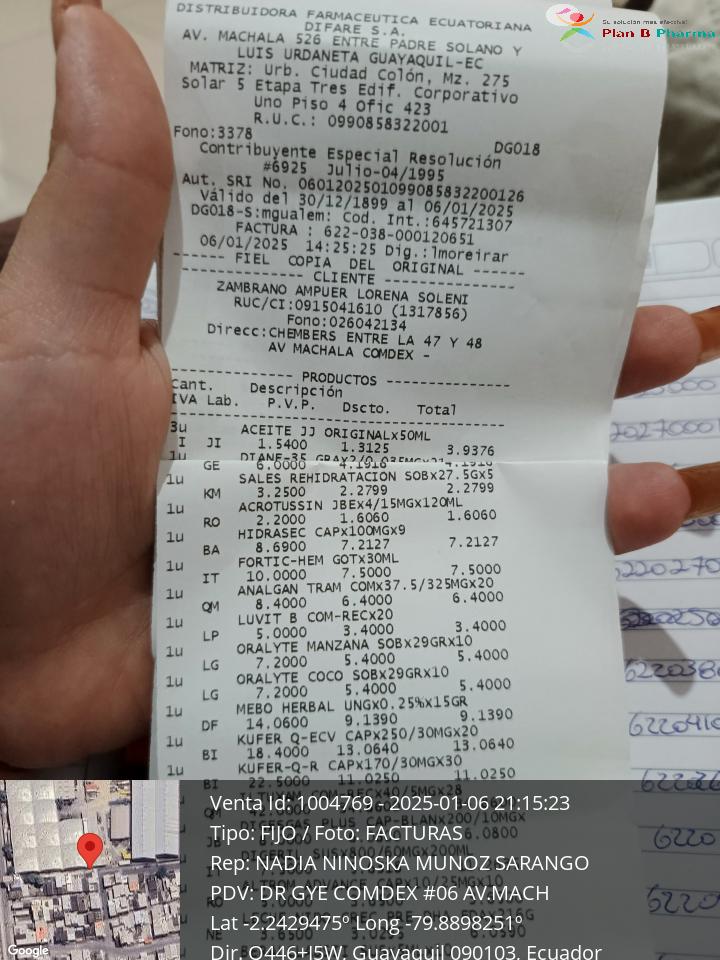 Su solución más efectiva!
Plan B Pharma
DISTRIBUIDORA FARMACEUTICA ECUATORIANA
DIFARE S.A.
AV. MACHALA 526 ENTRE PADRE SOLANO Y
LUIS URDANETA GUAYAQUIL-EC
MATRIZ: Urb. Ciudad Colón, Mz. 275
Solar 5 Etapa Tres Edif. Corporativo
Uno Piso 4 Ofic 423
R.U.C.: 0990858322001
Fono:3378 DG018
Contribuyente Especial Resolución
#6925 Julio-04/1995
Aut. SRI No. 0601202501099085832200126
Válido del 30/12/1899 al 06/01/2025
DG018-S:mgualem: Cod. Int.:645721307
FACTURA : 622-038-000120651
06/01/2025 14:25:25 Dig.:lmoreirar
------ FIEL COPIA DEL ORIGINAL ------
---------------- CLIENTE ----------------
ZAMBRANO AMPUER LORENA SOLENI
RUC/CI:0915041610 (1317856)
Fono:026042134
Direcc:CHEMBERS ENTRE LA 47 Y 48
AV MACHALA COMDEX -
---------------- PRODUCTOS ----------------
Cant. Descripción
IVA Lab. P.V.P. Dscto. Total
3u ACEITE JJ ORIGINALx50ML
I JI 1.5400 1.3125 3.9376
1u DIANE-35
GE 6.0000 4.1916 4.1916
1u SALES REHIDRATACION SOBx27.5Gx5
KM 3.2500 2.2799 2.2799
1u ACROTUSSIN JBEx4/15MGx120ML
RO 2.2000 1.6060 1.6060
1u HIDRASEC CAPx100MGx9
BA 8.6900 7.2127 7.2127
1u FORTIC-HEM GOTx30ML
IT 10.0000 7.5000 7.5000
1u ANALGAN TRAM COMx37.5/325MGx20
QM 8.4000 6.4000 6.4000
1u LUVIT B COM-RECx20
LP 5.0000 3.4000 3.4000
1u ORALYTE MANZANA SOBx29GRx10
LG 7.2000 5.4000 5.4000
1u ORALYTE COCO SOBx29GRx10
LG 7.2000 5.4000 5.4000
1u MEBO HERBAL UNGx0.25%x15GR
DF 14.0600 9.1390 9.1390
1u KUFER Q-ECV CAPx250/30MGx20
BI 18.4000 13.0640 13.0640
1u KUFER-Q-R CAPx170/30MGx30
BI 22.5000 11.0250 11.0250
Venta Id: 1004769 - 2025-01-06 21:15:23
Tipo: FIJO / Foto: FACTURAS
Rep: NADIA NINOSKA MUNOZ SARANGO
PDV: DR GYE COMDEX #06 AV.MACH
Lat -2.2429475° Long -79.8898251°
Dir. Q446+J5W, Guayaquil 090103, Ecuador
Google